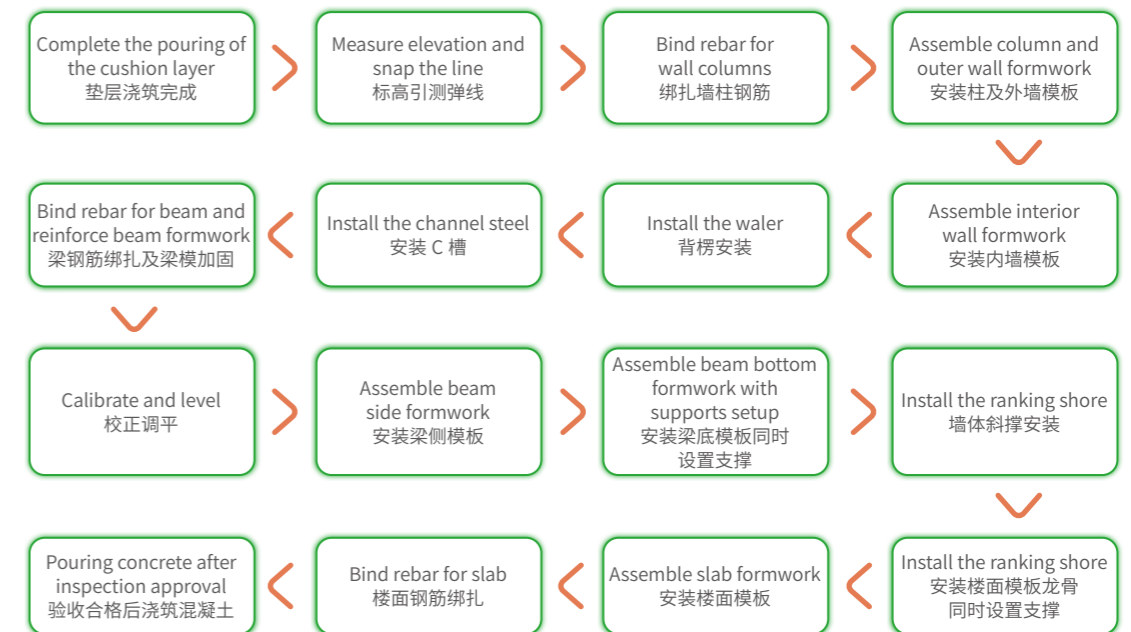 Complete the pouring of
the cushion layer
垫层浇筑完成
Measure elevation and
snap the line
标高引测弹线
Bind rebar for
wall columns
绑扎墙柱钢筋
Assemble column and
outer wall formwork
安装柱及外墙模板
Assemble interior
wall formwork
安装内墙模板
Install the waler
背楞安装
Install the channel steel
安装 C 槽
Bind rebar for beam and
reinforce beam formwork
梁钢筋绑扎及梁模加固
Calibrate and level
校正调平
Assemble beam
side formwork
安装梁侧模板
Assemble beam bottom
formwork with
supports setup
安装梁底模板同时
设置支撑
Install the ranking shore
墙体斜撑安装
Install the ranking shore
安装楼面模板龙骨
同时设置支撑
Assemble slab formwork
安装楼面模板
Bind rebar for slab
楼面钢筋绑扎
Pouring concrete after
inspection approval
验收合格后浇筑混凝土